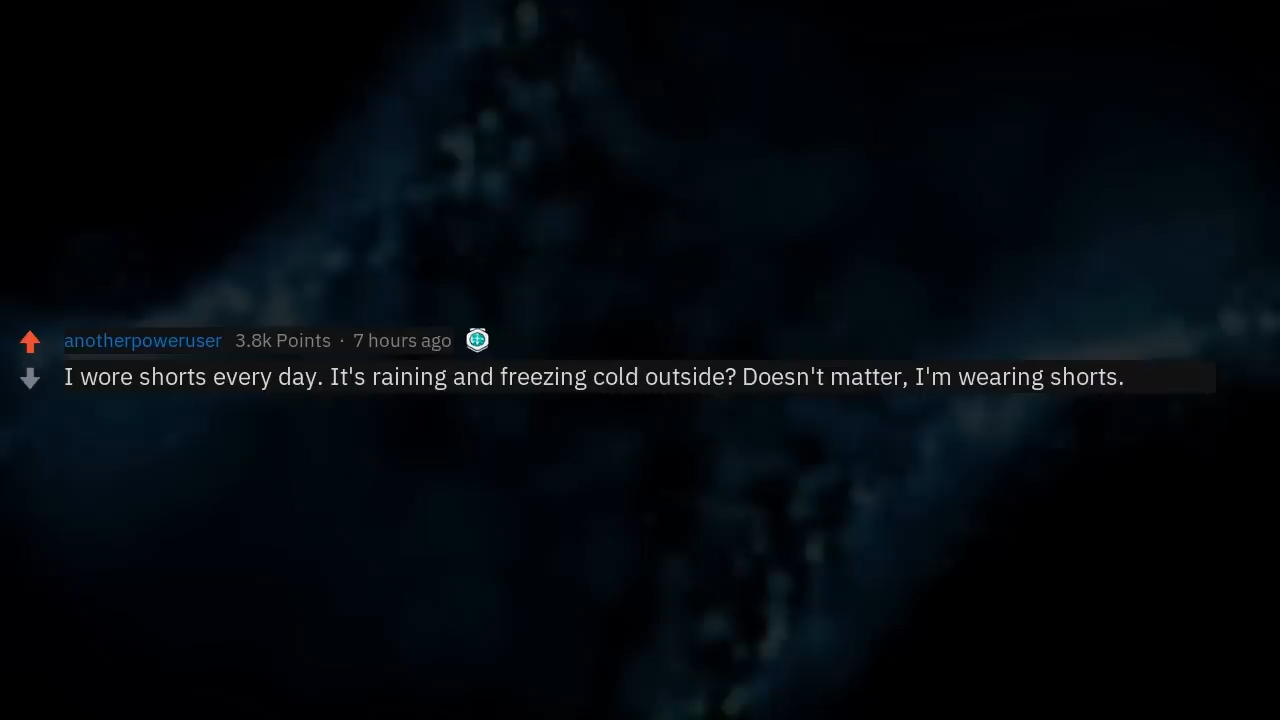 anotherpoweruser 3.8k Points · 7 hours ago
I wore shorts every day. It's raining and freezing cold outside? Doesn't matter, I'm wearing shorts.